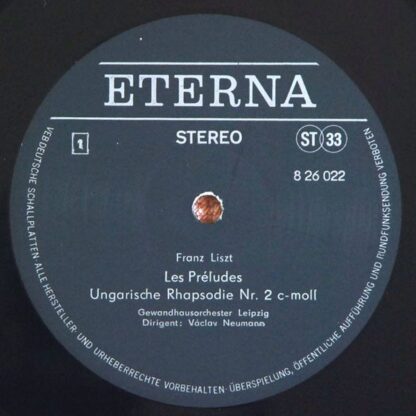 ETERNA
1
STEREO
ST 33
8 26 022
Franz Liszt
Les Préludes
Ungarische Rhapsodie Nr. 2 c-moll
Gewandhausorchester Leipzig
Dirigent: Václav Neumann
VEB DEUTSCHE SCHALLPLATTEN · ALLE HERSTELLER- UND URHEBERRECHTE VORBEHALTEN · ÜBERSPIELUNG, ÖFFENTLICHE AUFFÜHRUNG UND RUNDFUNKSENDUNG VERBOTEN